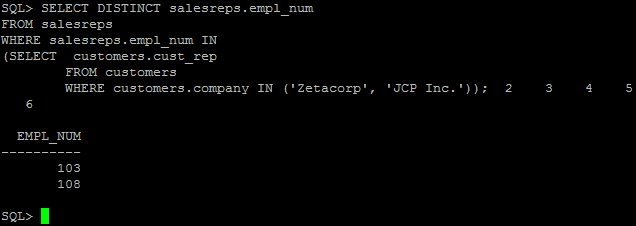 SQL> SELECT DISTINCT salesreps.empl_num
FROM salesreps
WHERE salesreps.empl_num IN
(SELECT  customers.cust_rep
        FROM customers
        WHERE customers.company IN ('Zetacorp', 'JCP Inc.'));  2    3    4    5
   6
  EMPL_NUM
----------
       103
       108
SQL>